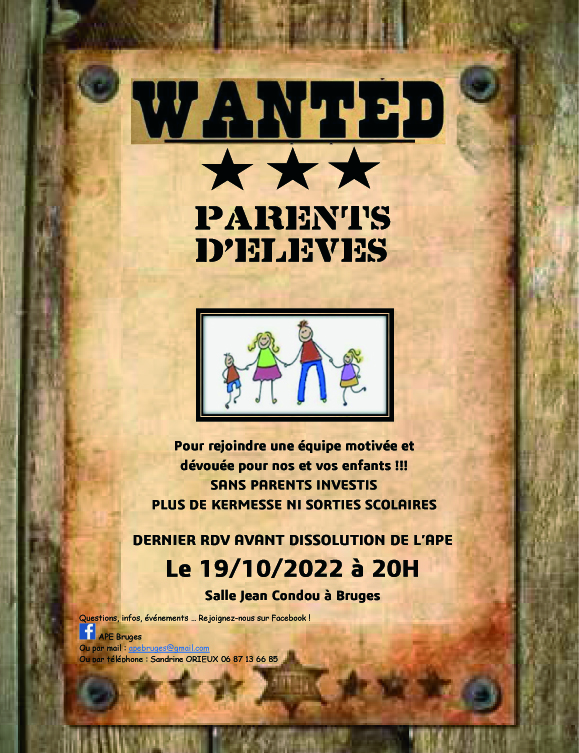 WANTED
PARENTS
D'ELEVES
Pour rejoindre une équipe motivée et
dévouée pour nos et vos enfants !!!
SANS PARENTS INVESTIS
PLUS DE KERMESSE NI SORTIES SCOLAIRES
DERNIER RDV AVANT DISSOLUTION DE L'APE
Le 19/10/2022 à 20H
Salle Jean Condou à Bruges
Questions, infos, événements ... Rejoignez-nous sur Facebook !
APE Bruges
Ou par mail : apebruges@gmail.com
Ou par téléphone : Sandrine ORIEUX 06 87 13 66 85